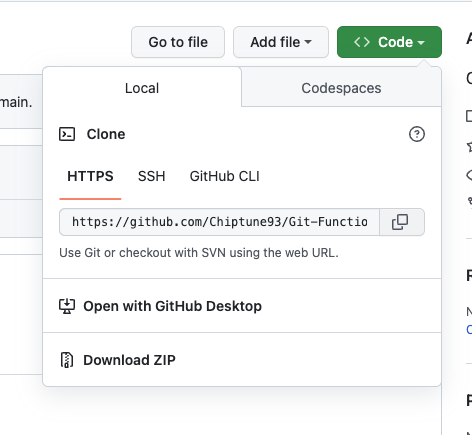 Go to file
Add file
<> Code
Local
Codespaces
main.
Clone
HTTPS
SSH
GitHub CLI
https://github.com/Chiptune93/Git-Functio
Use Git or checkout with SVN using the web URL.
Open with GitHub Desktop
Download ZIP